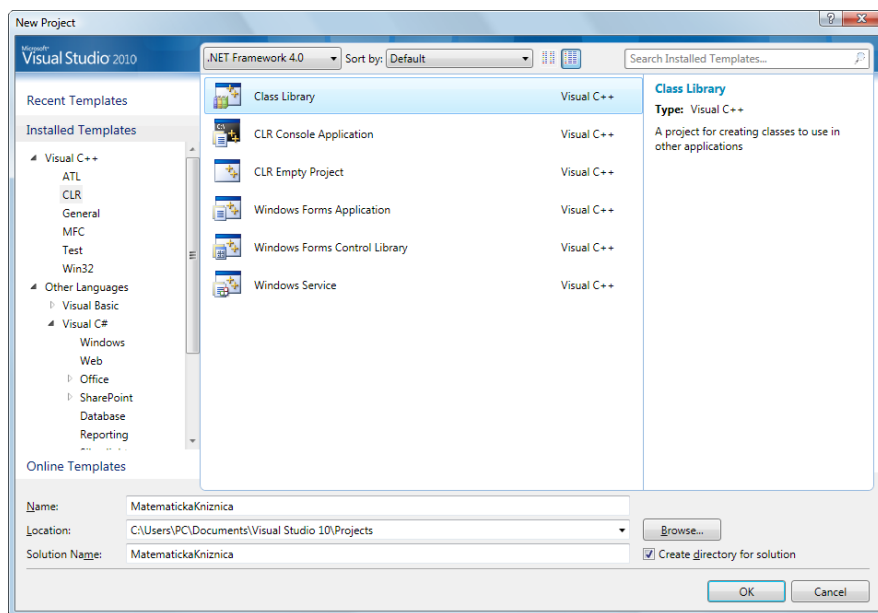 New Project
Microsoft®
Visual Studio 2010
.NET Framework 4.0 Sort by: Default Search Installed Templates...
Recent Templates
Installed Templates
Visual C++
ATL
CLR
General
MFC
Test
Win32
Other Languages
Visual Basic
Visual C#
Windows
Web
Office
SharePoint
Database
Reporting
Online Templates
Class Library Visual C++
CLR Console Application Visual C++
CLR Empty Project Visual C++
Windows Forms Application Visual C++
Windows Forms Control Library Visual C++
Windows Service Visual C++
Class Library
Type: Visual C++
A project for creating classes to use in
other applications
Name: MatematickaKniznica
Location: C:\Users\PC\Documents\Visual Studio 10\Projects Browse...
Solution Name: MatematickaKniznica Create directory for solution
OK Cancel